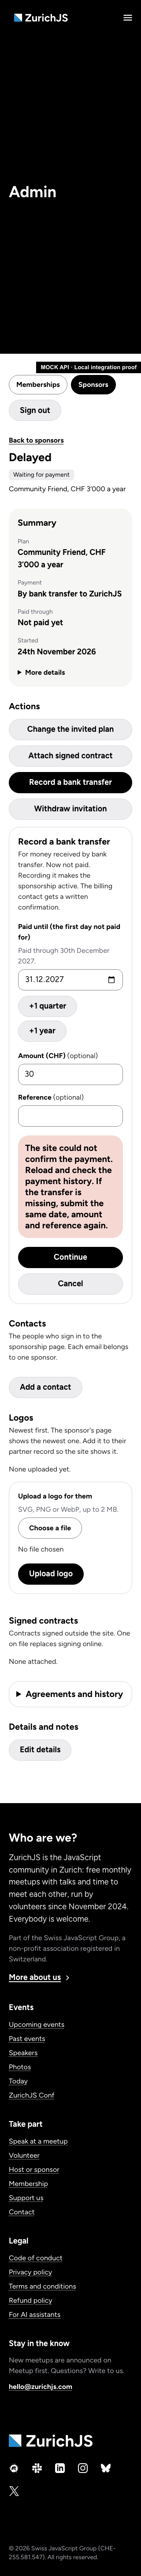 ZurichJS
Admin
MOCK API · Local integration proof
Memberships
Sponsors
Sign out
Back to sponsors
Delayed
Waiting for payment
Community Friend, CHF 3'000 a year
Summary
Plan
Community Friend, CHF
3'000 a year
Payment
By bank transfer to ZurichJS
Paid through
Not paid yet
Started
24th November 2026
More details
Actions
Change the invited plan
Attach signed contract
Record a bank transfer
Withdraw invitation
Record a bank transfer
For money received by bank
transfer. Now not paid.
Recording it makes the
sponsorship active. The billing
contact gets a written
confirmation.
Paid until (the first day not paid
for)
Paid through 30th December
2027.
31.12.2027
+1 quarter
+1 year
Amount (CHF) (optional)
30
Reference (optional)
The site could not
confirm the payment.
Reload and check the
payment history. If
the transfer is
missing, submit the
same date, amount
and reference again.
Continue
Cancel
Contacts
The people who sign in to their
sponsorship page. Each email belongs
to one sponsor.
Add a contact
Logos
Newest first. The sponsor's page
shows the newest one. Add it to their
partner record so the site shows it.
None uploaded yet.
Upload a logo for them
SVG, PNG or WebP, up to 2 MB.
Choose a file
No file chosen
Upload logo
Signed contracts
Contracts signed outside the site. One
on file replaces signing online.
None attached.
Agreements and history
Details and notes
Edit details
Who are we?
ZurichJS is the JavaScript
community in Zurich: free monthly
meetups with talks and time to
meet each other, run by
volunteers since November 2024.
Everybody is welcome.
Part of the Swiss JavaScript Group, a
non-profit association registered in
Switzerland.
More about us
Events
Upcoming events
Past events
Speakers
Photos
Today
ZurichJS Conf
Take part
Speak at a meetup
Volunteer
Host or sponsor
Membership
Support us
Contact
Legal
Code of conduct
Privacy policy
Terms and conditions
Refund policy
For AI assistants
Stay in the know
New meetups are announced on
Meetup first. Questions? Write to us.
hello@zurichjs.com
ZurichJS
© 2026 Swiss JavaScript Group (CHE-
255.581.547). All rights reserved.